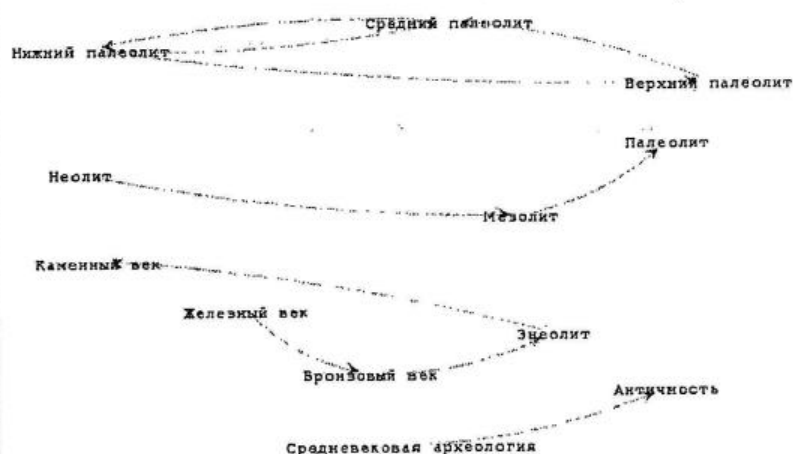 Средний палеолит
Нижний палеолит
Верхний палеолит
Палеолит
Неолит
Мезолит
Каменный век
Железный век
Энеолит
Бронзовый век
Античность
Средневековая археология